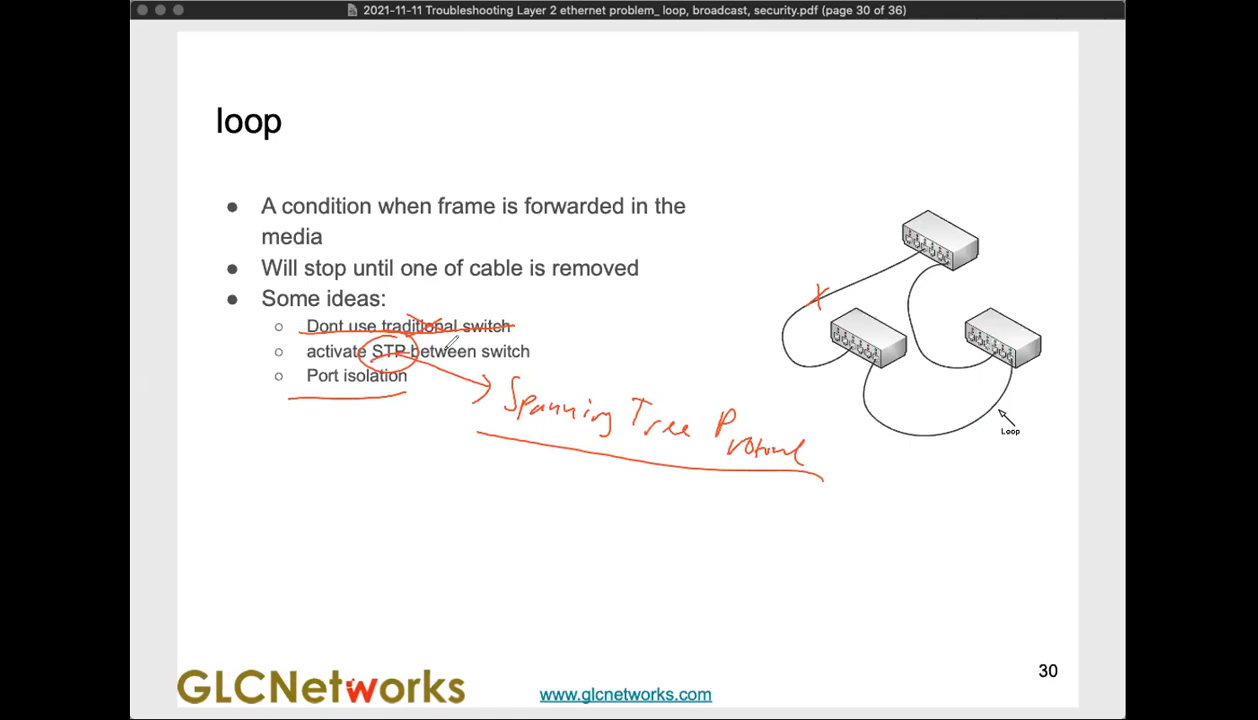 2021-11-11 Troubleshooting Layer 2 ethernet problem_ loop, broadcast, security.pdf (page 30 of 36)
loop
● A condition when frame is forwarded in the
media
● Will stop until one of cable is removed
● Some ideas:
○ Dont use traditional switch
○ activate STP between switch
○ Port isolation
Spanning Tree Protocol
Loop
30
GLCNetworks
www.glcnetworks.com